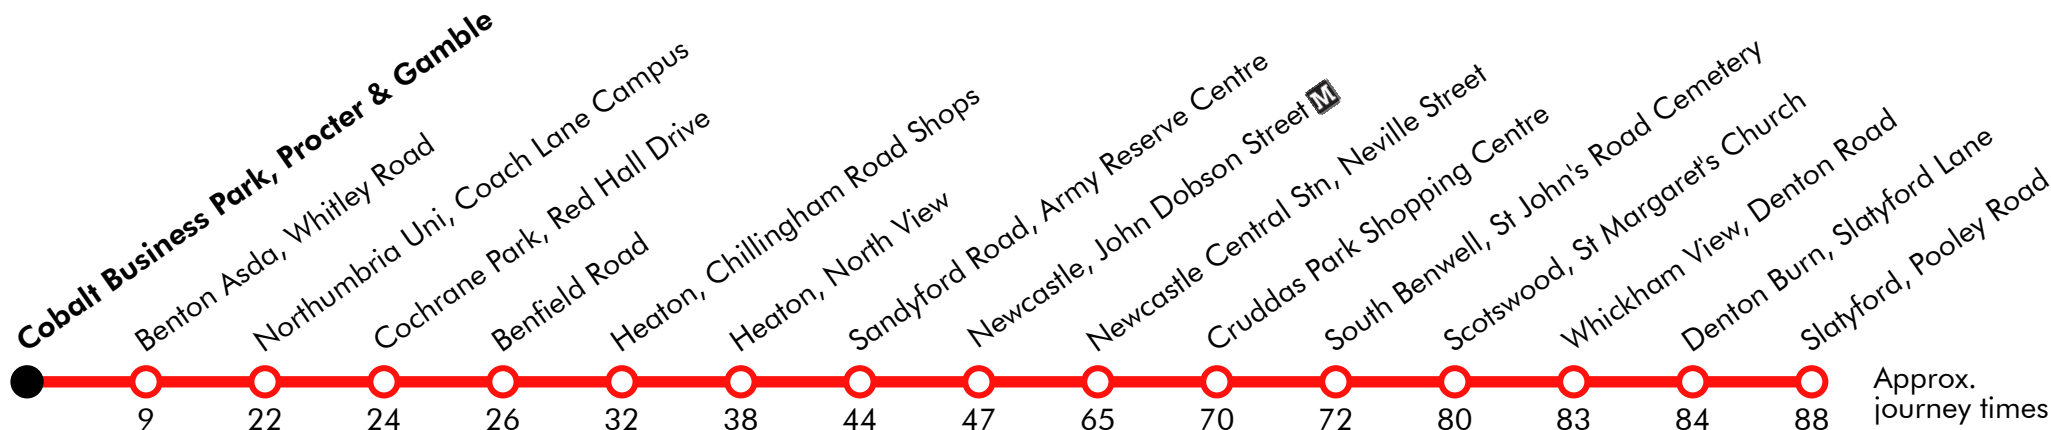 Cobalt Business Park, Procter & Gamble
Benton Asda, Whitley Road
Northumbria Uni, Coach Lane Campus
Cochrane Park, Red Hall Drive
Benfield Road
Heaton, Chillingham Road Shops
Heaton, North View
Sandyford Road, Army Reserve Centre
Newcastle, John Dobson Street M
Newcastle Central Stn, Neville Street
Cruddas Park Shopping Centre
South Benwell, St John's Road Cemetery
Scotswood, St Margaret's Church
Whickham View, Denton Road
Denton Burn, Slatyford Lane
Slatyford, Pooley Road
9 22 24 26 32 38 44 47 65 70 72 80 83 84 88
Approx.
journey times